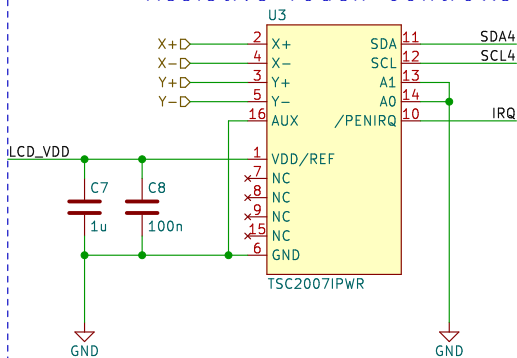 U3
X+ 2 X+ SDA 11 SDA4
X- 4 X- SCL 12 SCL4
Y+ 3 Y+ A1 13
Y- 5 Y- A0 14
16 AUX /PENIRQ 10 IRQ
LCD_VDD 1 VDD/REF
7 NC
C7 C8 8 NC
9 NC
1u 100n 15 NC
6 GND
TSC2007IPWR
GND GND